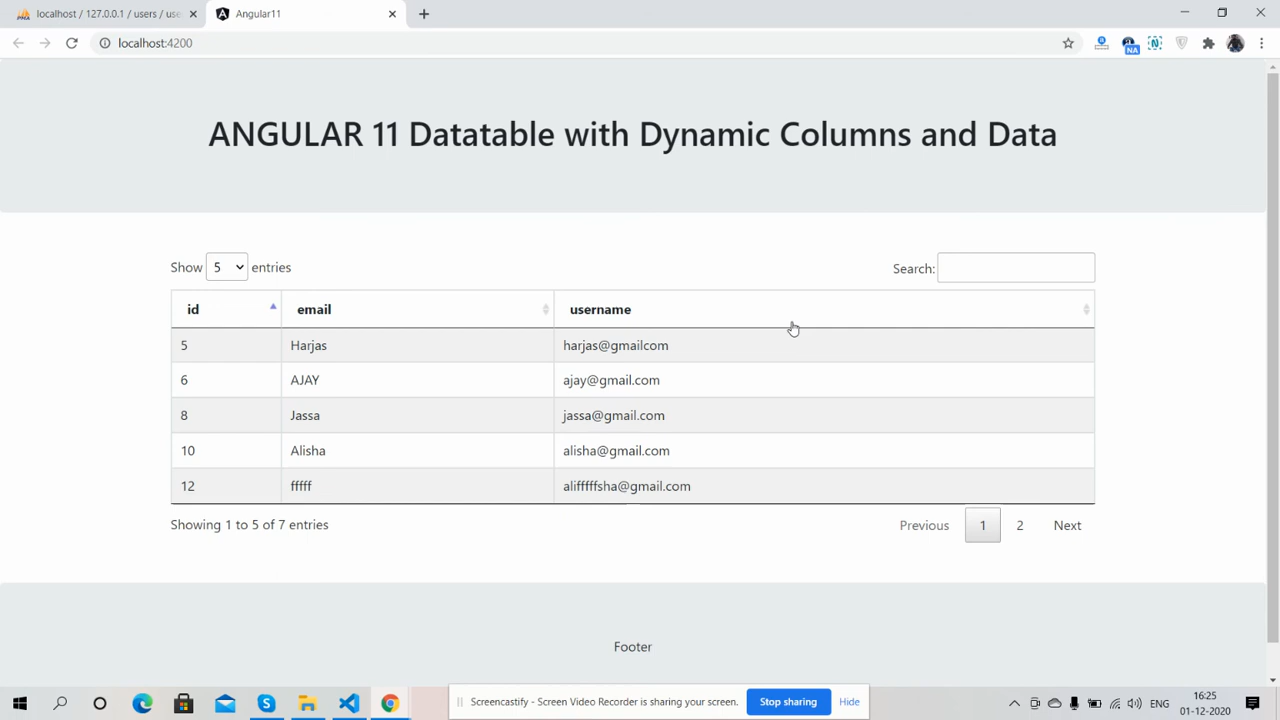 localhost / 127.0.0.1 / users / use
Angular11
localhost:4200
NA
ANGULAR 11 Datatable with Dynamic Columns and Data
Show 5 entries
Search:
id email username
5 Harjas harjas@gmailcom
6 AJAY ajay@gmail.com
8 Jassa jassa@gmail.com
10 Alisha alisha@gmail.com
12 fffff alifffffsha@gmail.com
Showing 1 to 5 of 7 entries
Previous 1 2 Next
Footer
Screencastify - Screen Video Recorder is sharing your screen. Stop sharing Hide
ENG
16:25
01-12-2020